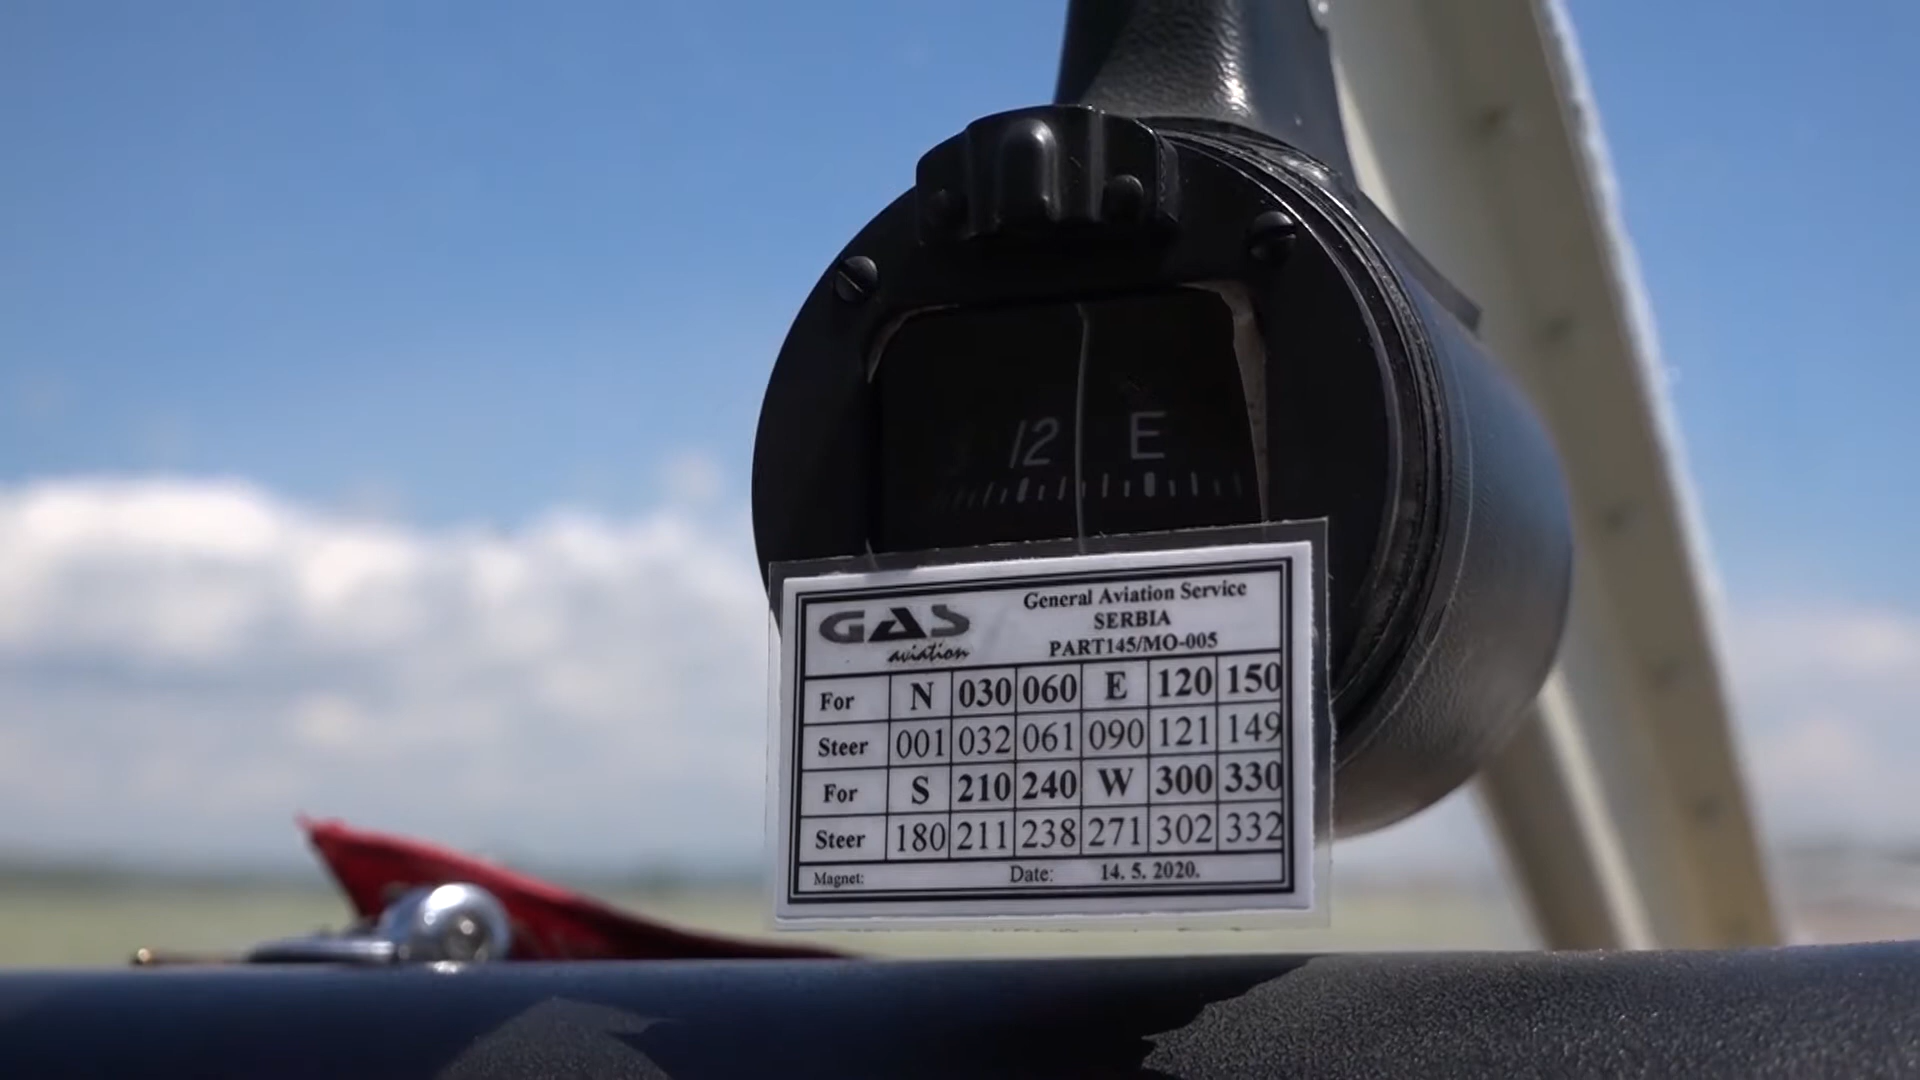 12 E
GAS
aviation
General Aviation Service
SERBIA
PART145/MO-005
For N 030 060 E 120 150
Steer 001 032 061 090 121 149
For S 210 240 W 300 330
Steer 180 211 238 271 302 332
Magnet: Date: 14. 5. 2020.